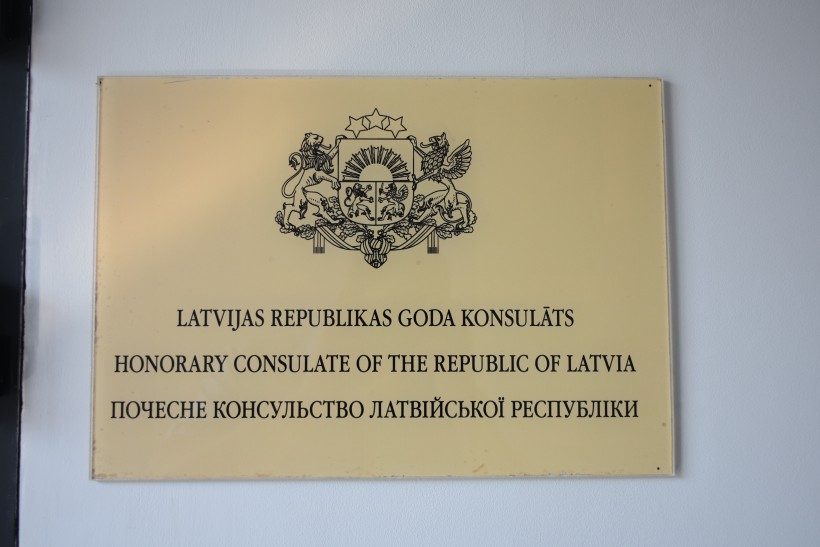 LATVIJAS REPUBLIKAS GODA KONSULĀTS
HONORARY CONSULATE OF THE REPUBLIC OF LATVIA
ПОЧЕСНЕ КОНСУЛЬСТВО ЛАТВІЙСЬКОЇ РЕСПУБЛІКИ